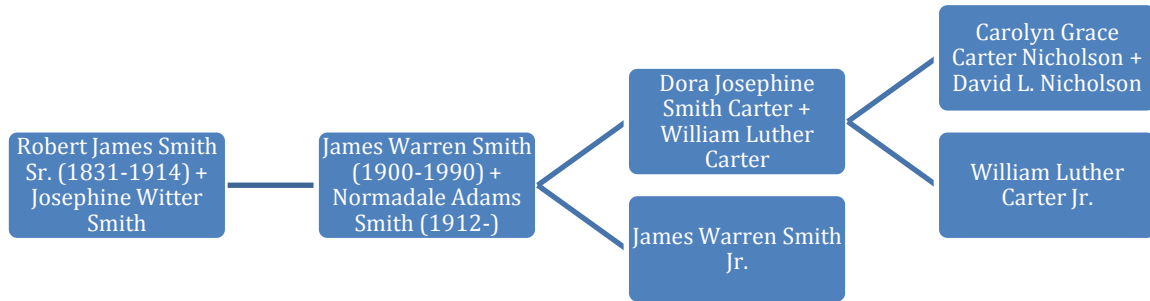 Robert James Smith
Sr. (1831-1914) +
Josephine Witter
Smith
James Warren Smith
(1900-1990) +
Normadale Adams
Smith (1912-)
Dora Josephine
Smith Carter +
William Luther
Carter
James Warren Smith
Jr.
Carolyn Grace
Carter Nicholson +
David L. Nicholson
William Luther
Carter Jr.